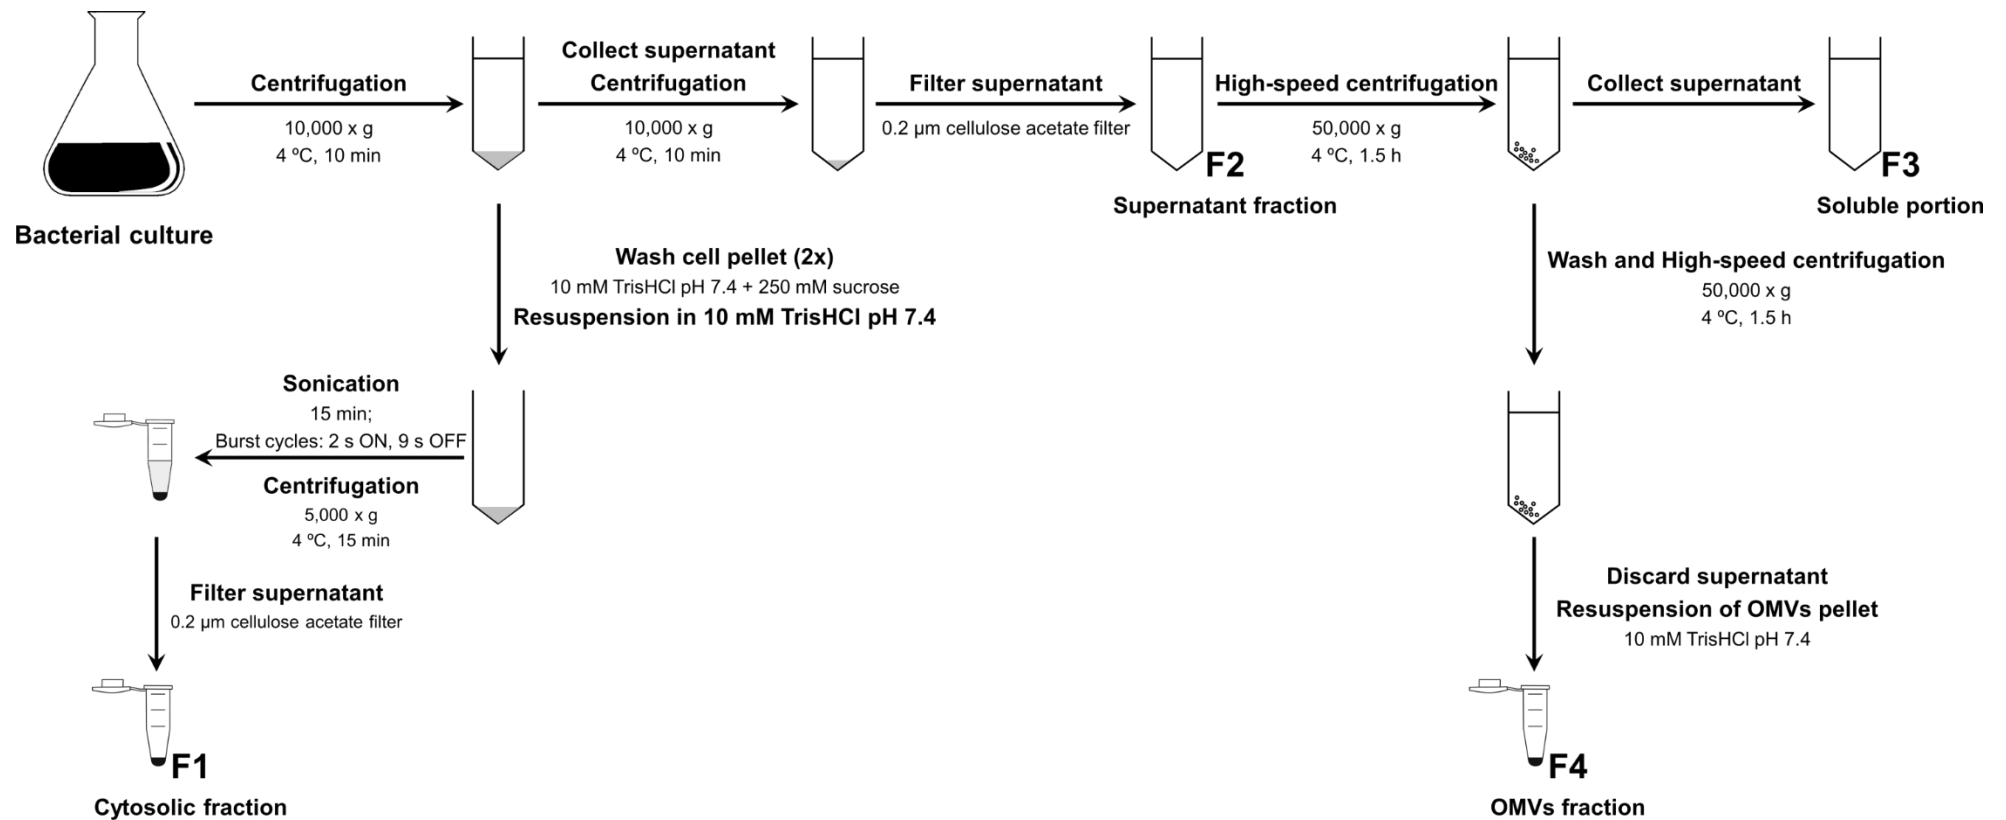 Bacterial culture
Centrifugation
10,000 x g
4 ºC, 10 min
Collect supernatant
Centrifugation
10,000 x g
4 ºC, 10 min
Filter supernatant
0.2 µm cellulose acetate filter
F2
Supernatant fraction
High-speed centrifugation
50,000 x g
4 ºC, 1.5 h
Collect supernatant
F3
Soluble portion
Wash cell pellet (2x)
10 mM TrisHCl pH 7.4 + 250 mM sucrose
Resuspension in 10 mM TrisHCl pH 7.4
Wash and High-speed centrifugation
50,000 x g
4 ºC, 1.5 h
Sonication
15 min;
Burst cycles: 2 s ON, 9 s OFF
Centrifugation
5,000 x g
4 ºC, 15 min
Filter supernatant
0.2 µm cellulose acetate filter
F1
Cytosolic fraction
Discard supernatant
Resuspension of OMVs pellet
10 mM TrisHCl pH 7.4
F4
OMVs fraction